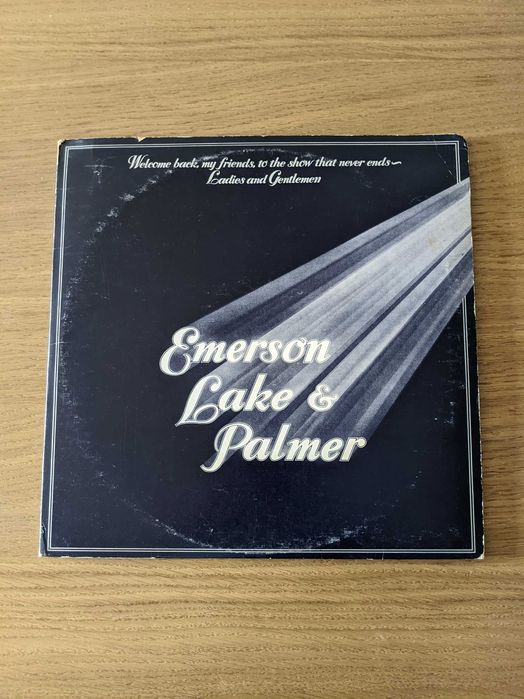 Welcome back, my friends, to the show that never ends~
Ladies and Gentlemen
Emerson
Lake &
Palmer